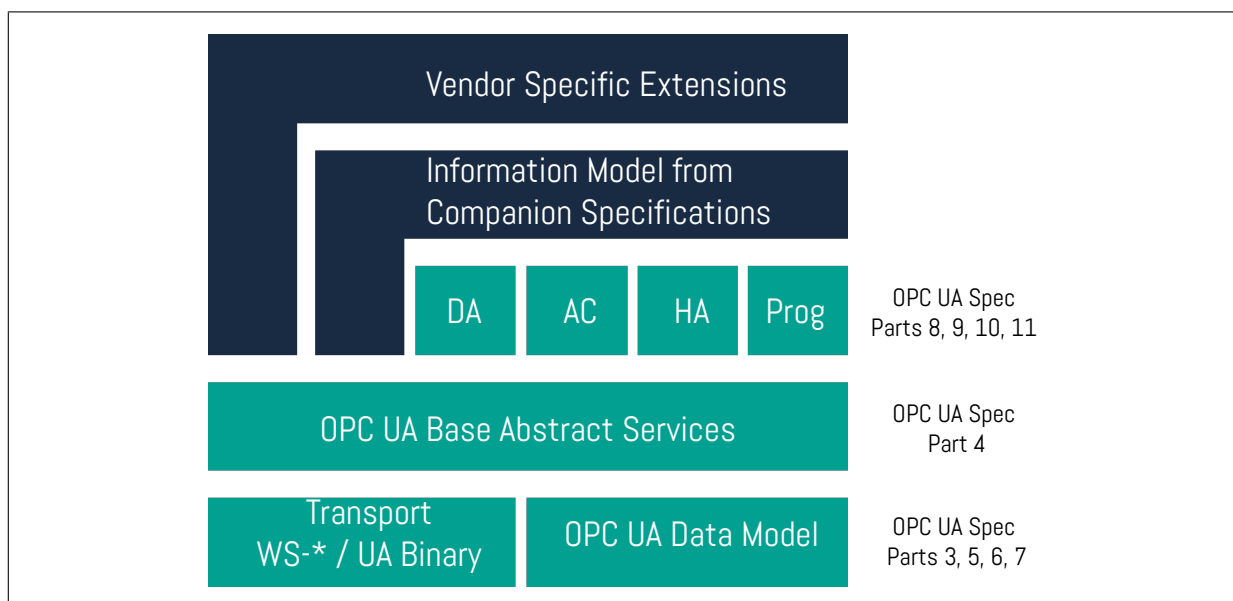 Vendor Specific Extensions
Information Model from
Companion Specifications
DA
AC
HA
Prog
OPC UA Spec
Parts 8, 9, 10, 11
OPC UA Base Abstract Services
OPC UA Spec
Part 4
Transport
WS-* / UA Binary
OPC UA Data Model
OPC UA Spec
Parts 3, 5, 6, 7